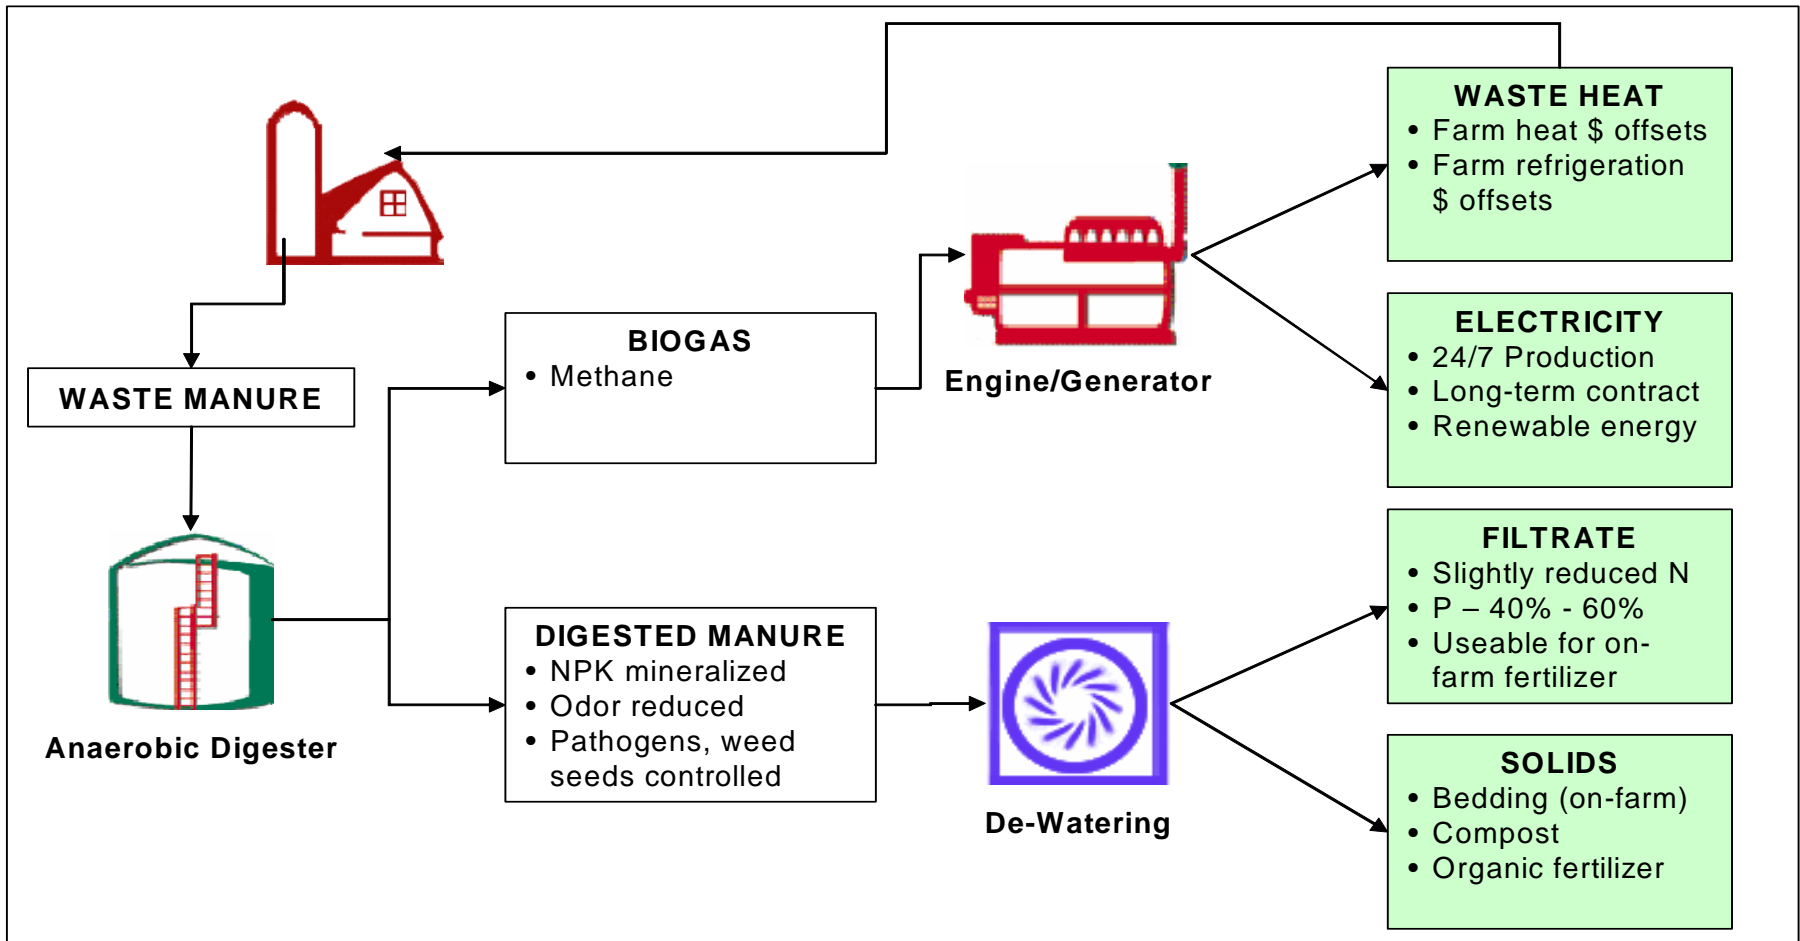 WASTE HEAT
• Farm heat $ offsets
• Farm refrigeration
$ offsets
ELECTRICITY
• 24/7 Production
• Long-term contract
• Renewable energy
BIOGAS
• Methane
Engine/Generator
WASTE MANURE
Anaerobic Digester
DIGESTED MANURE
• NPK mineralized
• Odor reduced
• Pathogens, weed
seeds controlled
De-Watering
FILTRATE
• Slightly reduced N
• P – 40% - 60%
• Useable for on-
farm fertilizer
SOLIDS
• Bedding (on-farm)
• Compost
• Organic fertilizer